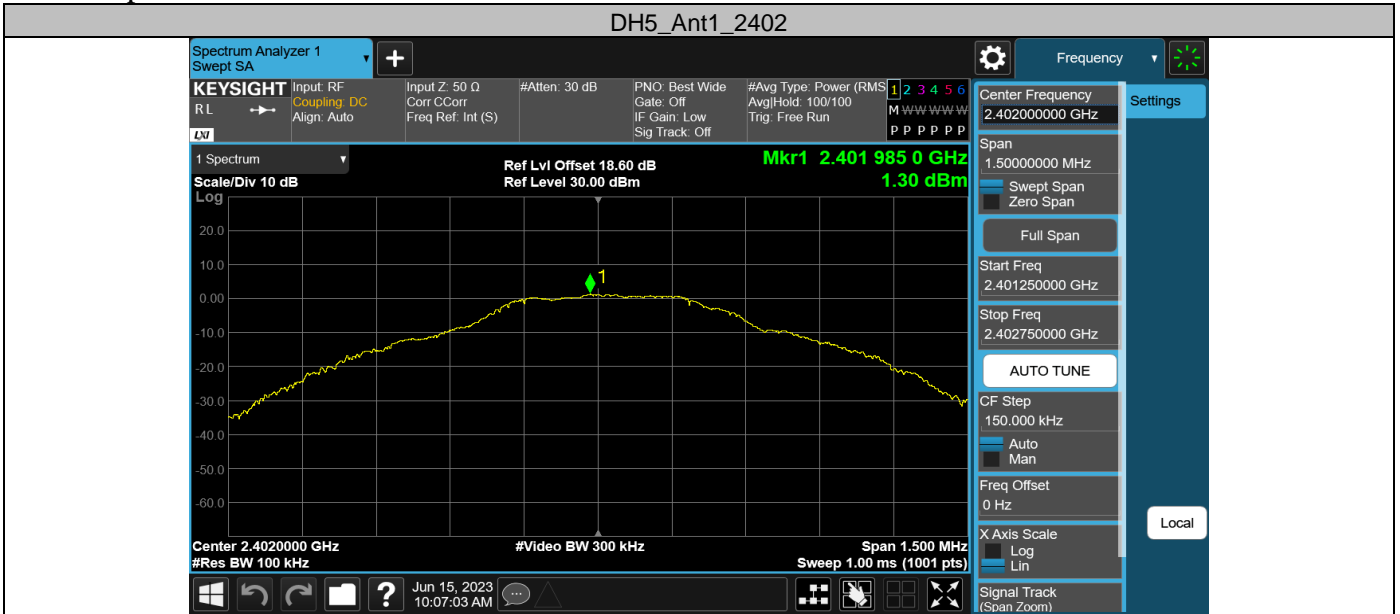 DH5_Ant1_2402
Spectrum Analyzer 1
Swept SA
Frequency
KEYSIGHT
RL
LXI
Input: RF
Coupling: DC
Align: Auto
Input Z: 50 Ω
Corr CCorr
Freq Ref: Int (S)
#Atten: 30 dB
PNO: Best Wide
Gate: Off
IF Gain: Low
Sig Track: Off
#Avg Type: Power (RMS
Avg|Hold: 100/100
Trig: Free Run
1 2 3 4 5 6
M W W W W W
P P P P P P
1 Spectrum
Scale/Div 10 dB
Log
Ref Lvl Offset 18.60 dB
Ref Level 30.00 dBm
Mkr1 2.401 985 0 GHz
1.30 dBm
20.0
10.0
0.00
-10.0
-20.0
-30.0
-40.0
-50.0
-60.0
1
Center 2.4020000 GHz
#Res BW 100 kHz
#Video BW 300 kHz
Span 1.500 MHz
Sweep 1.00 ms (1001 pts)
?
Jun 15, 2023
10:07:03 AM
Center Frequency
2.402000000 GHz
Span
1.50000000 MHz
Swept Span
Zero Span
Full Span
Start Freq
2.401250000 GHz
Stop Freq
2.402750000 GHz
AUTO TUNE
CF Step
150.000 kHz
Auto
Man
Freq Offset
0 Hz
X Axis Scale
Log
Lin
Signal Track
(Span Zoom)
Settings
Local